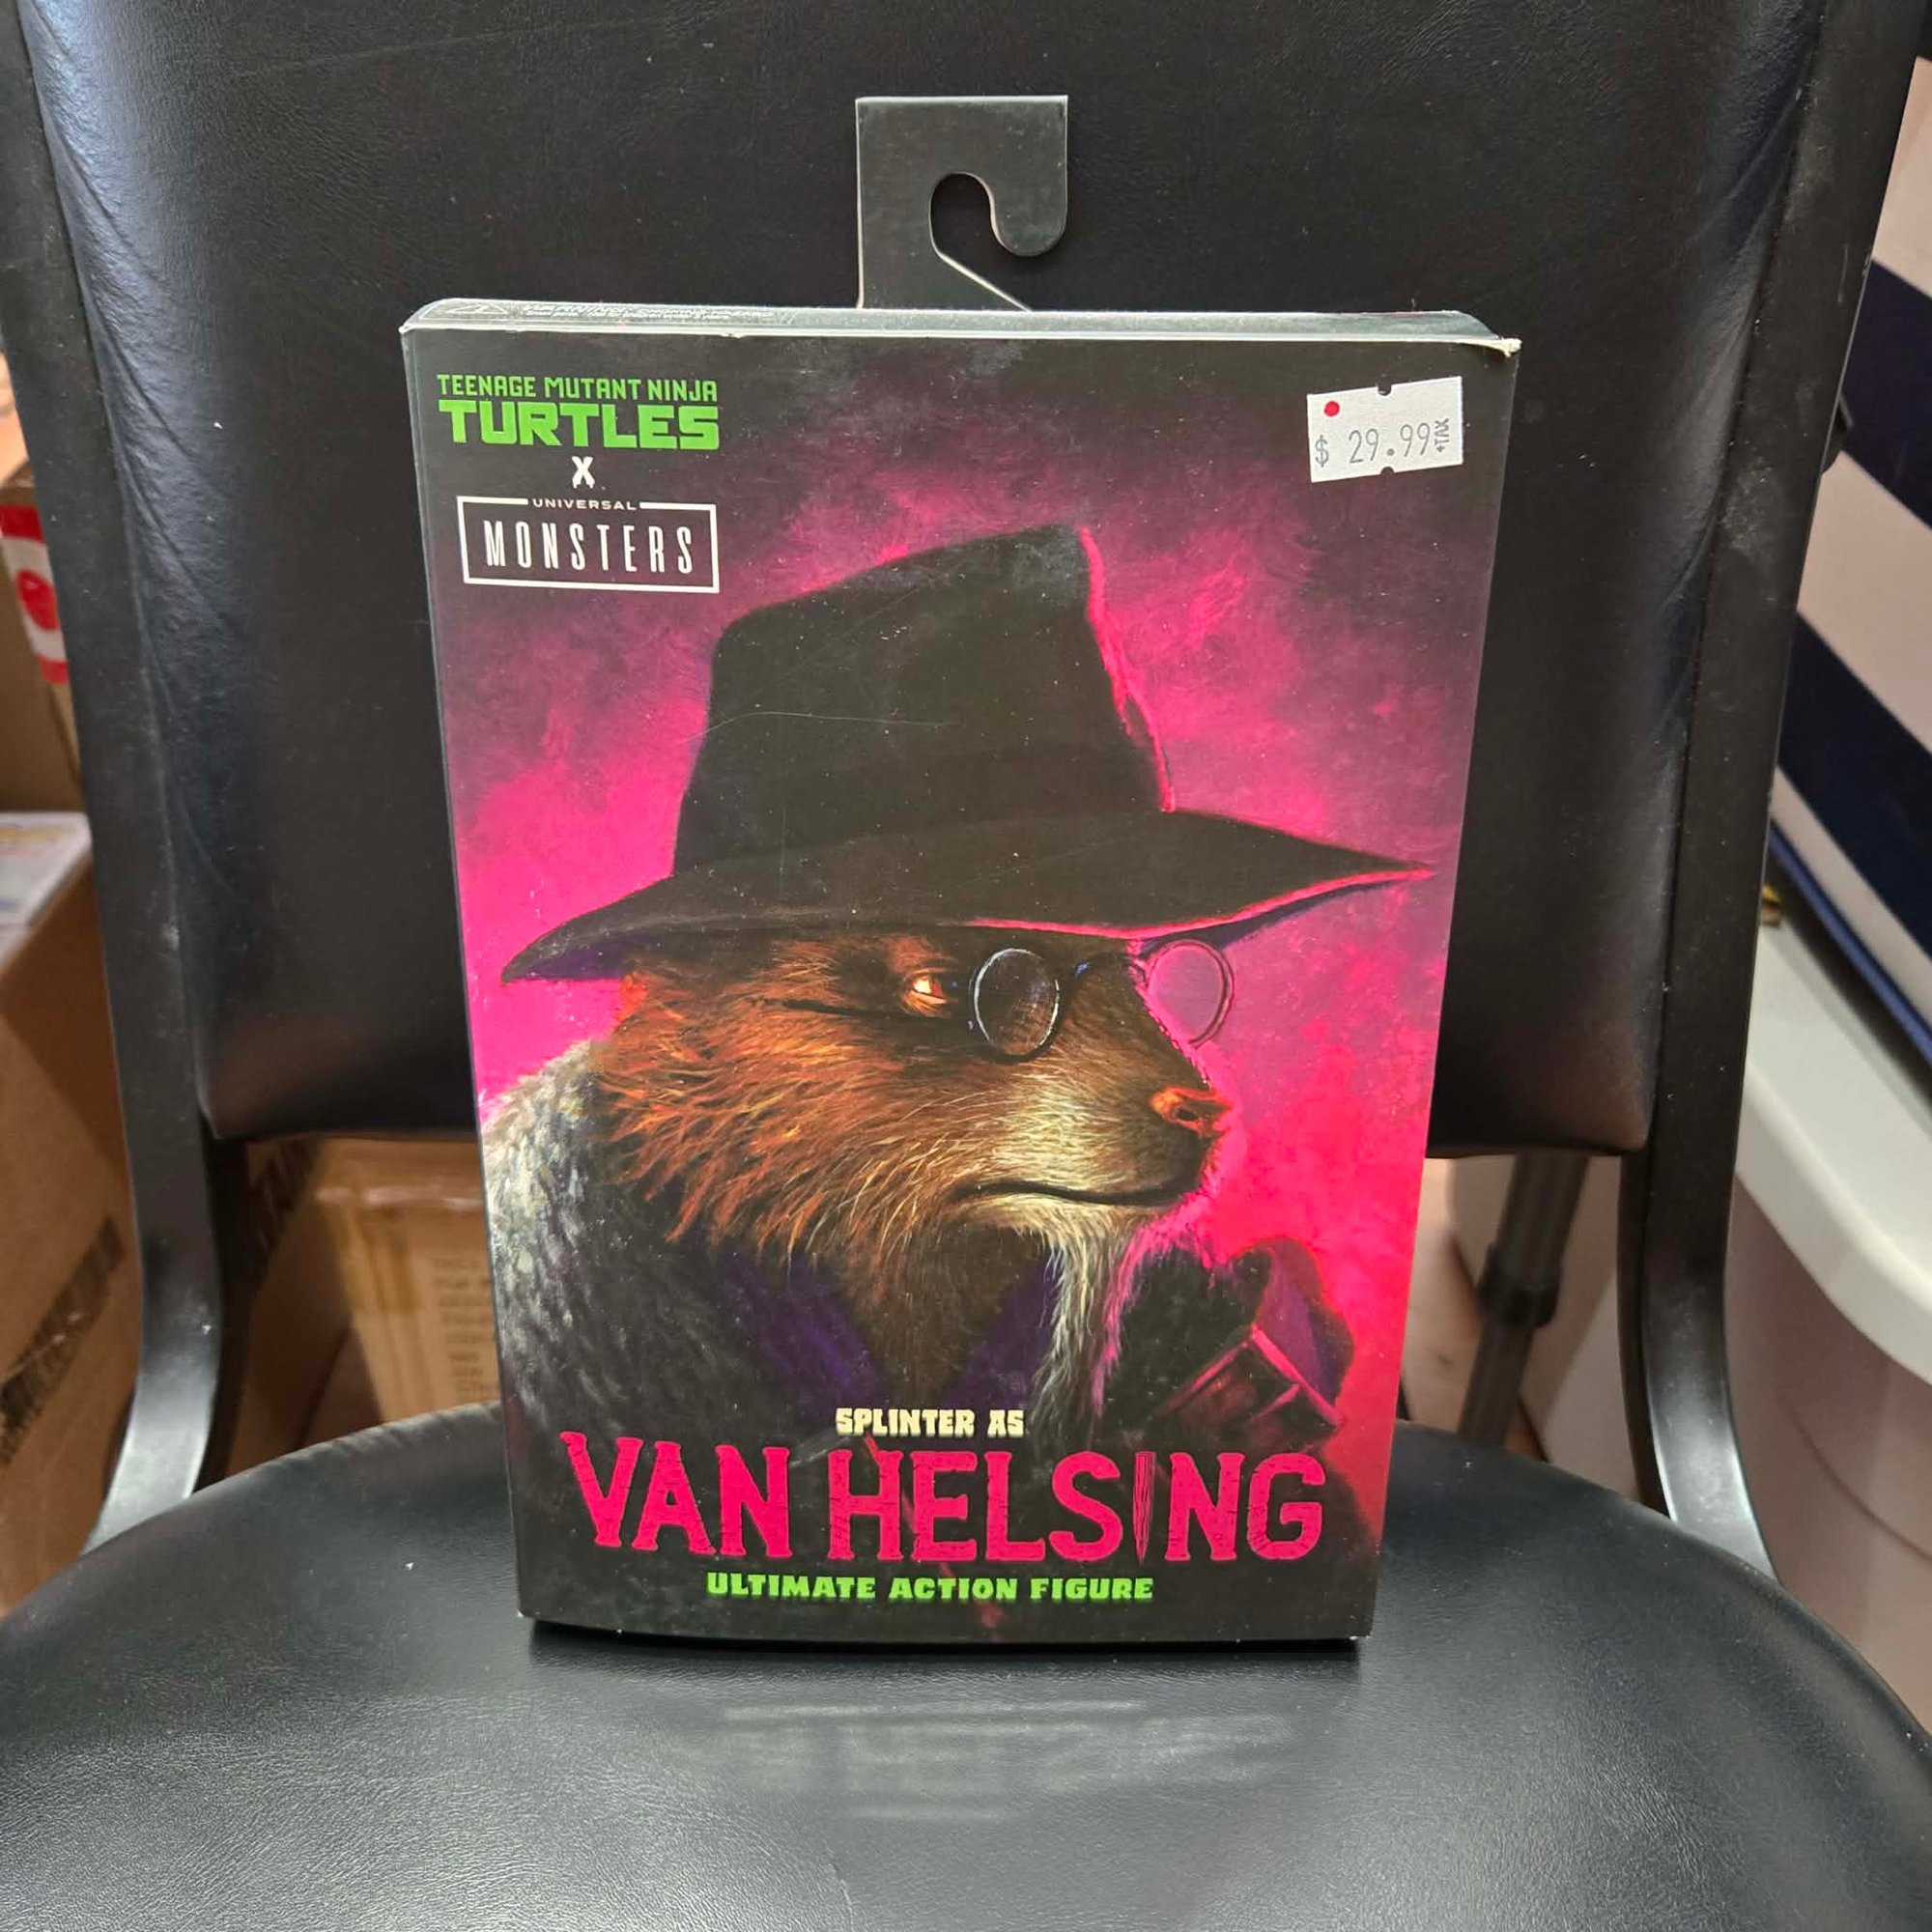 TEENAGE MUTANT NINJA
TURTLES
X
UNIVERSAL
MONSTERS
$ 29.99 +TAX
SPLINTER AS
VAN HELSING
ULTIMATE ACTION FIGURE